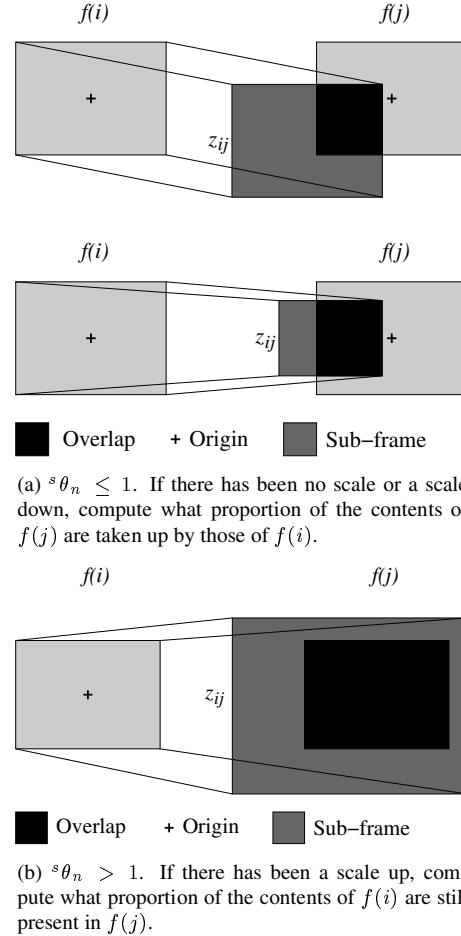 f(i) f(j)
+ +
z_ij
f(i) f(j)
+ z_ij +
Overlap + Origin Sub−frame
(a) ^sθ_n ≤ 1. If there has been no scale or a scale
down, compute what proportion of the contents o
f(j) are taken up by those of f(i).
f(i) f(j)
+ z_ij
Overlap + Origin Sub−frame
(b) ^sθ_n > 1. If there has been a scale up, com-
pute what proportion of the contents of f(i) are stil
present in f(j).